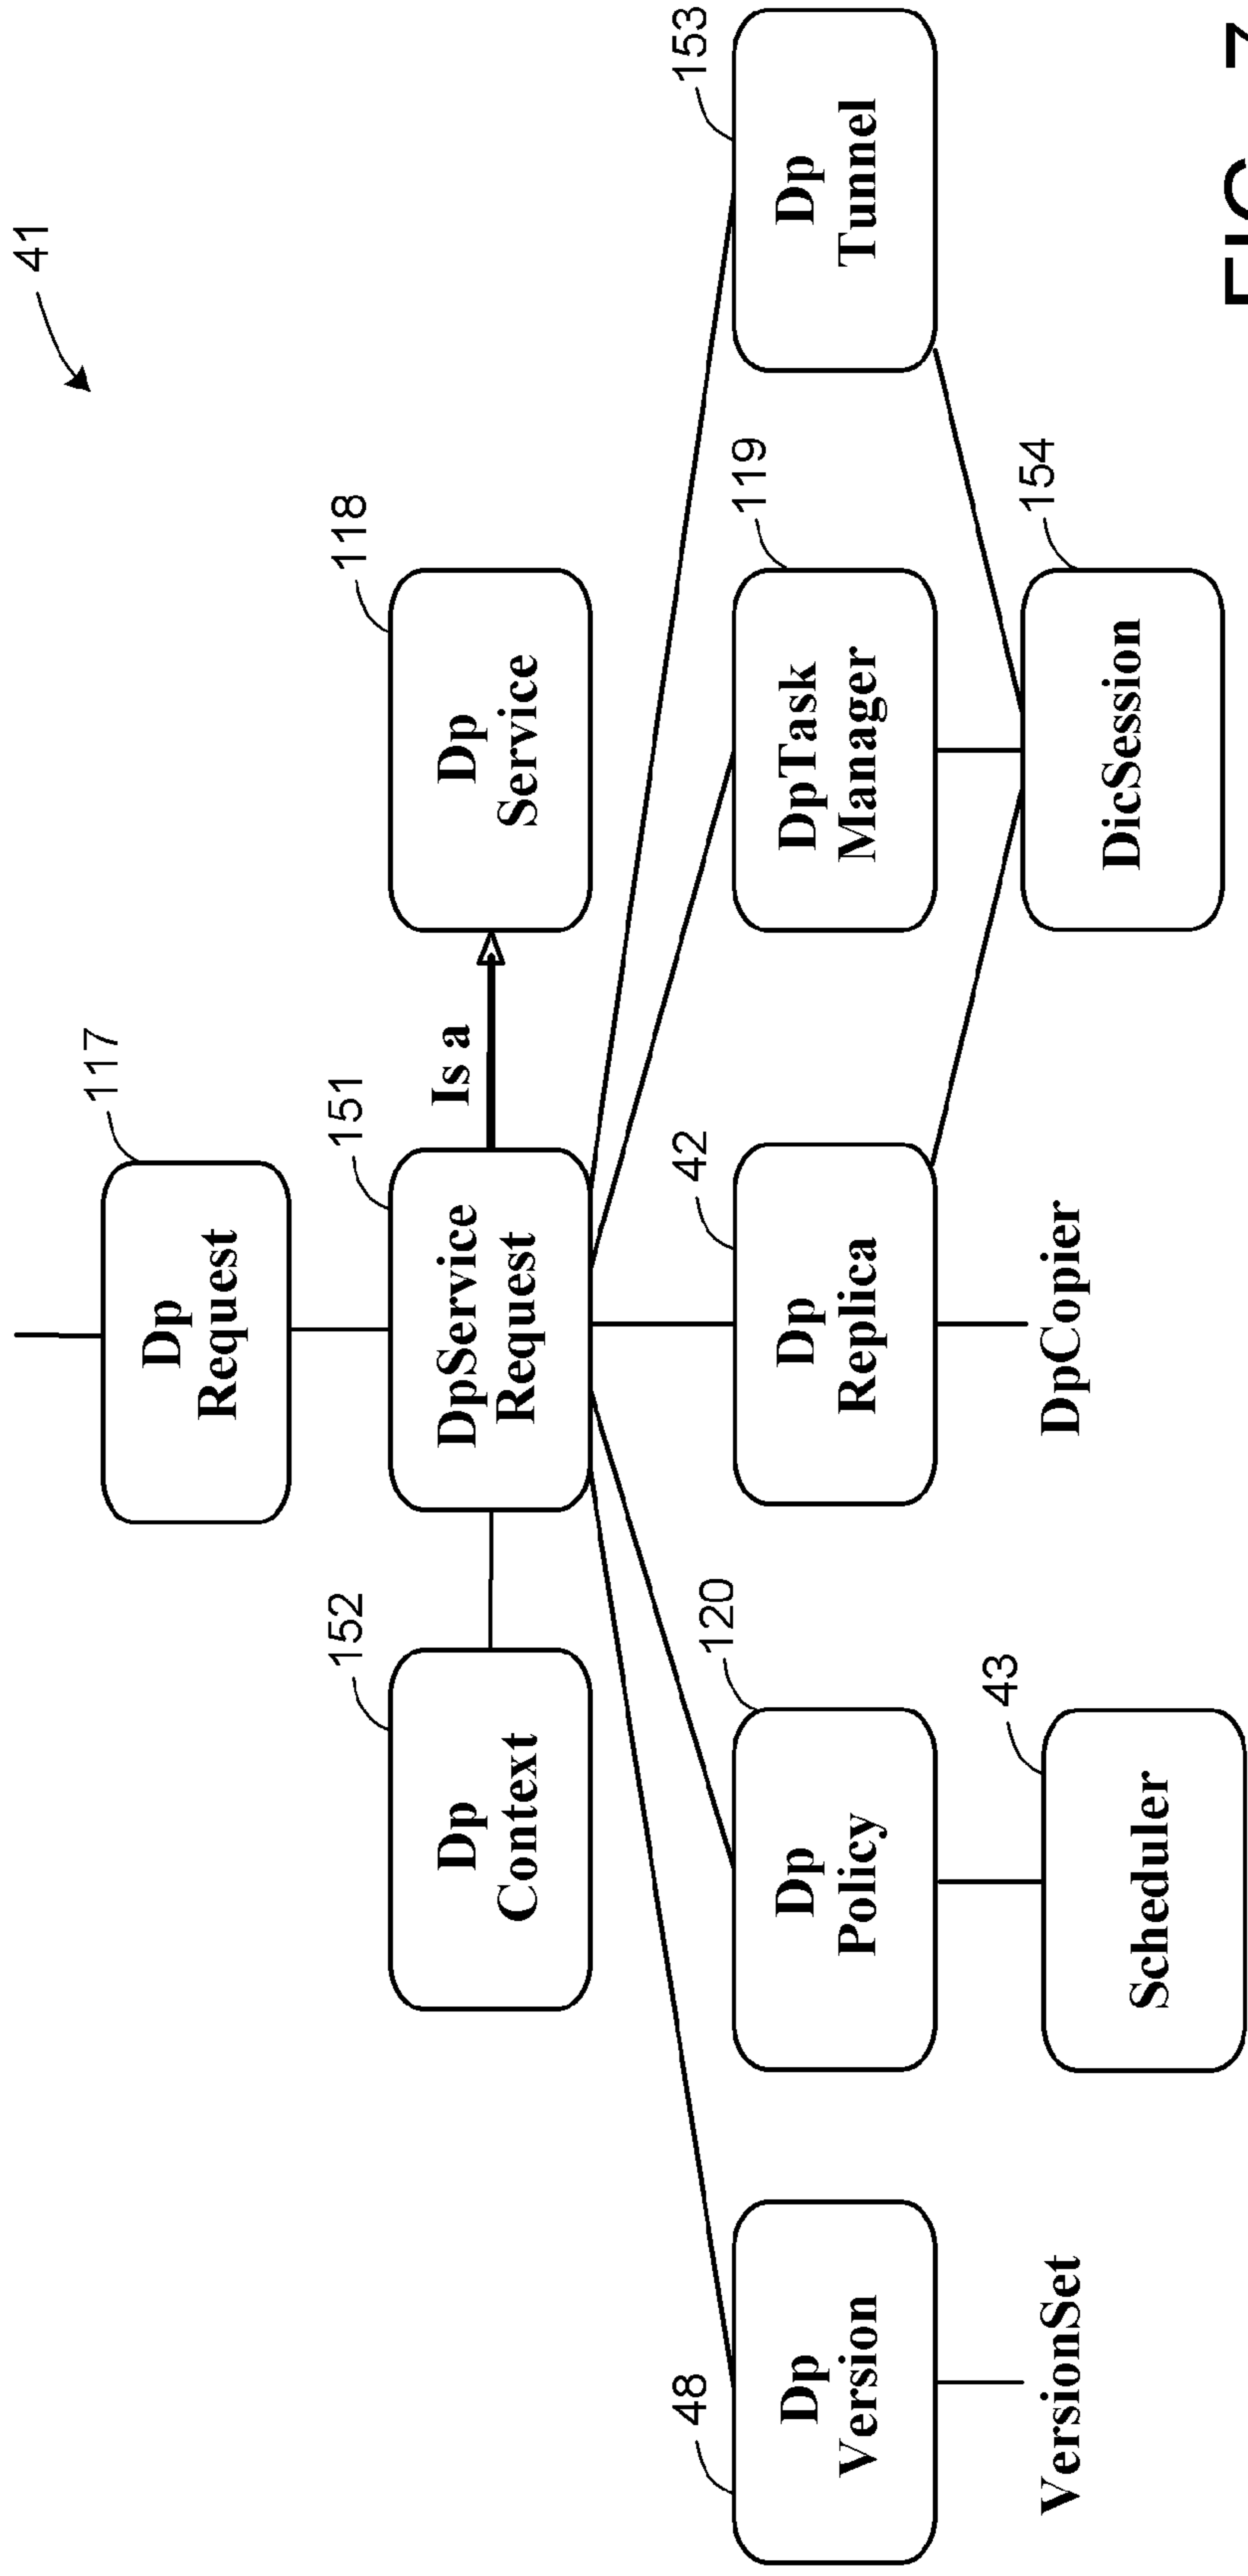 41
117
Dp
Request
152
151
118
Dp
Context
DpService
Request
Is a
Dp
Service
48
120
42
119
153
Dp
Version
Dp
Policy
Dp
Replica
DpTask
Manager
Dp
Tunnel
VersionSet
43
Scheduler
DpCopier
154
DicSession